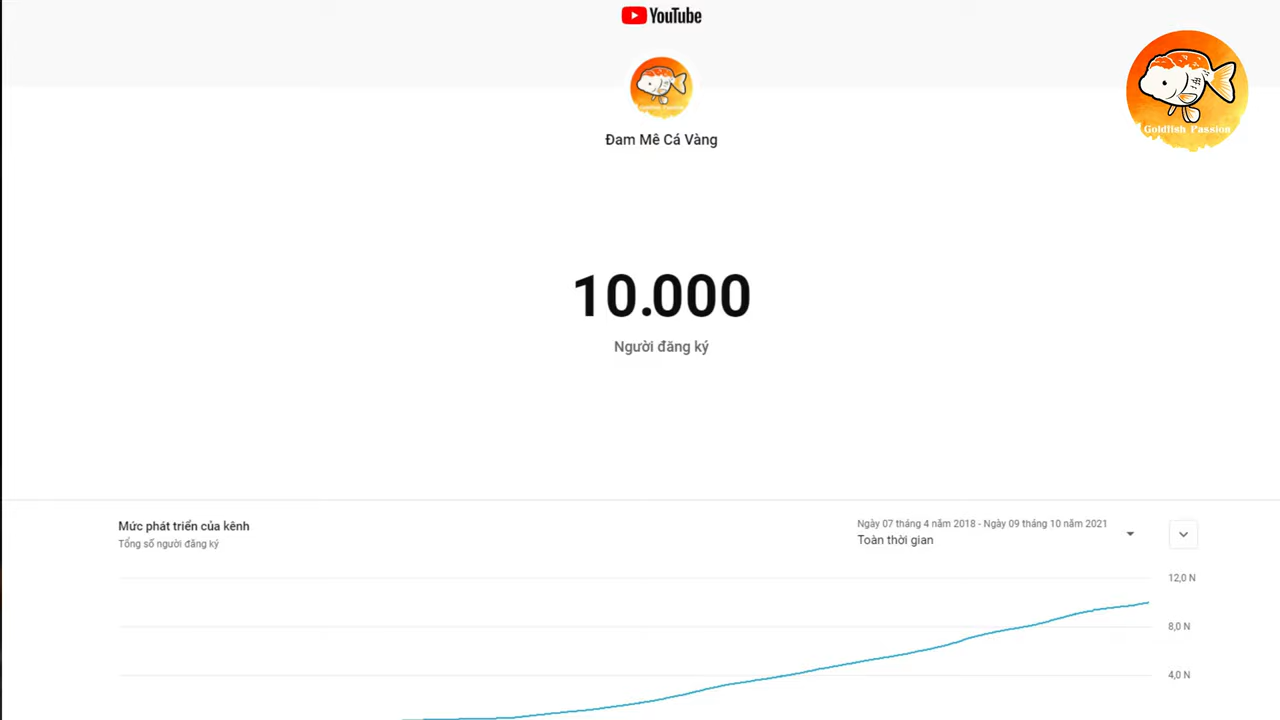 YouTube
Goldfish Passion
Đam Mê Cá Vàng
Goldfish Passion
10.000
Người đăng ký
Mức phát triển của kênh
Tổng số người đăng ký
Ngày 07 tháng 4 năm 2018 - Ngày 09 tháng 10 năm 2021
Toàn thời gian
12,0 N
8,0 N
4,0 N